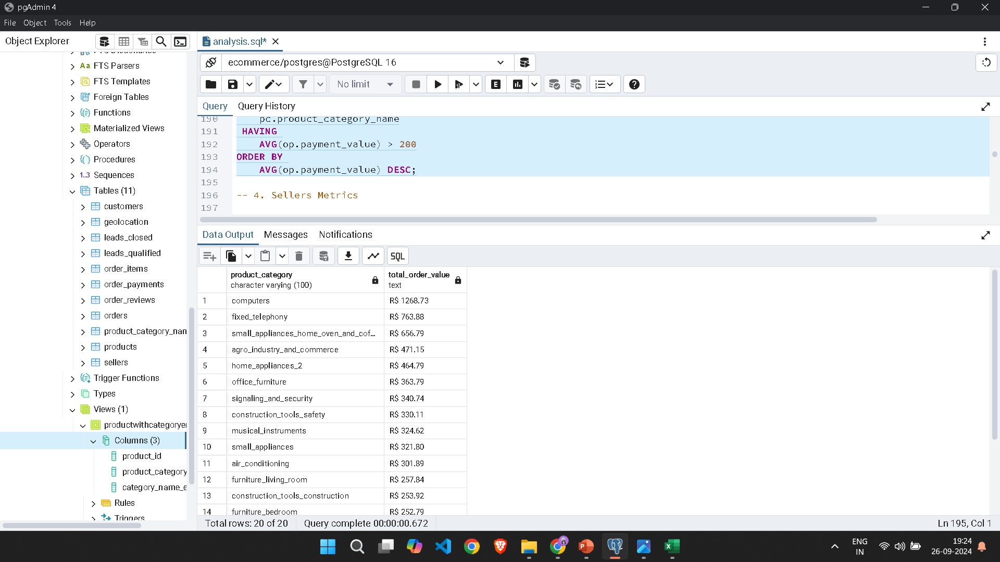 pgAdmin 4
File Object Tools Help
Object Explorer
FTS Dictionaries
Aa FTS Parsers
FTS Templates
Foreign Tables
Functions
Materialized Views
Operators
Procedures
1..3 Sequences
Tables (11)
customers
geolocation
leads_closed
leads_qualified
order_items
order_payments
order_reviews
orders
product_category_nam
products
sellers
Trigger Functions
Types
Views (1)
productwithcategorye
Columns (3)
product_id
product_category
category_name_e
Rules
Triggers
analysis.sql*
ecommerce/postgres@PostgreSQL 16
No limit
E
Query Query History
190 pc.product_category_name
191 HAVING
192 AVG(op.payment_value) > 200
193 ORDER BY
194 AVG(op.payment_value) DESC;
195
196 -- 4. Sellers Metrics
197
Data Output Messages Notifications
SQL
product_category total_order_value
character varying (100) text
1 computers R$ 1268.73
2 fixed_telephony R$ 763.88
3 small_appliances_home_oven_and_cof... R$ 656.79
4 agro_industry_and_commerce R$ 471.15
5 home_appliances_2 R$ 464.79
6 office_furniture R$ 363.79
7 signaling_and_security R$ 340.74
8 construction_tools_safety R$ 330.11
9 musical_instruments R$ 324.62
10 small_appliances R$ 321.80
11 air_conditioning R$ 301.89
12 furniture_living_room R$ 257.84
13 construction_tools_construction R$ 253.92
14 furniture_bedroom R$ 252.79
Total rows: 20 of 20 Query complete 00:00:00.672 Ln 195, Col 1
ENG
IN
19:24
26-09-2024